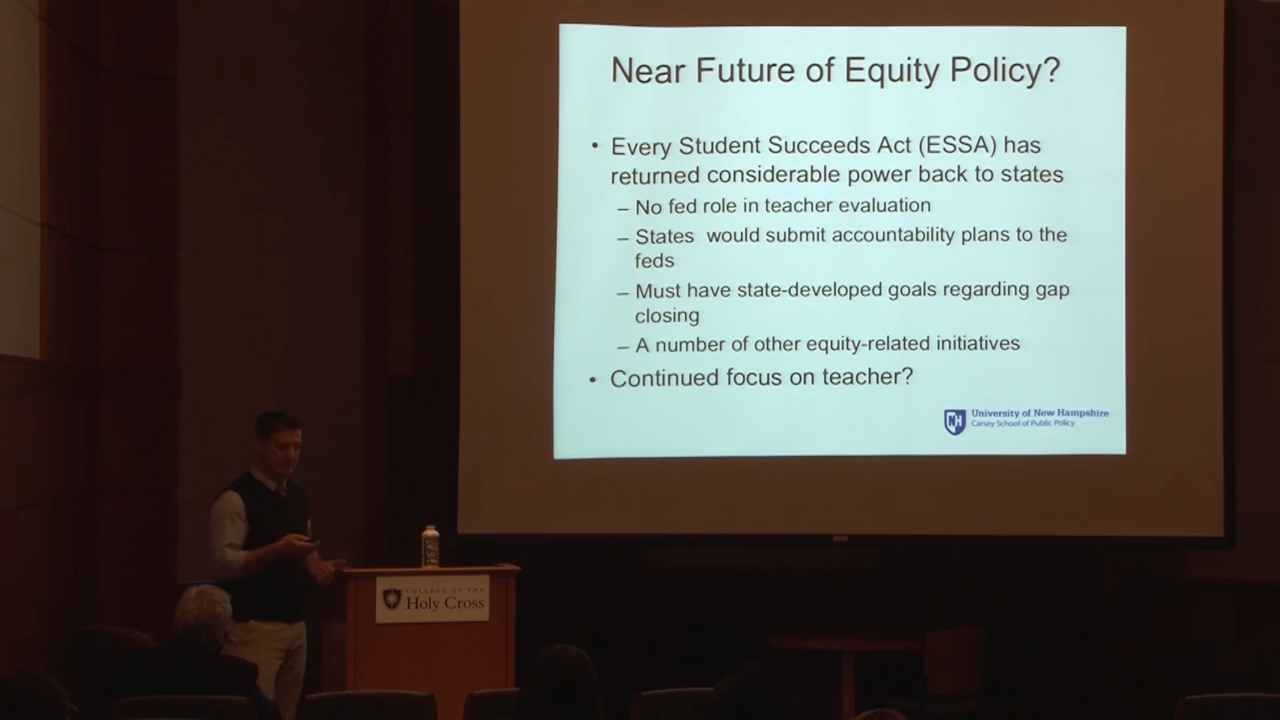 Near Future of Equity Policy?
• Every Student Succeeds Act (ESSA) has
returned considerable power back to states
– No fed role in teacher evaluation
– States would submit accountability plans to the
feds
– Must have state-developed goals regarding gap
closing
– A number of other equity-related initiatives
• Continued focus on teacher?
NH
University of New Hampshire
Carsey School of Public Policy
COLLEGE OF THE
Holy Cross